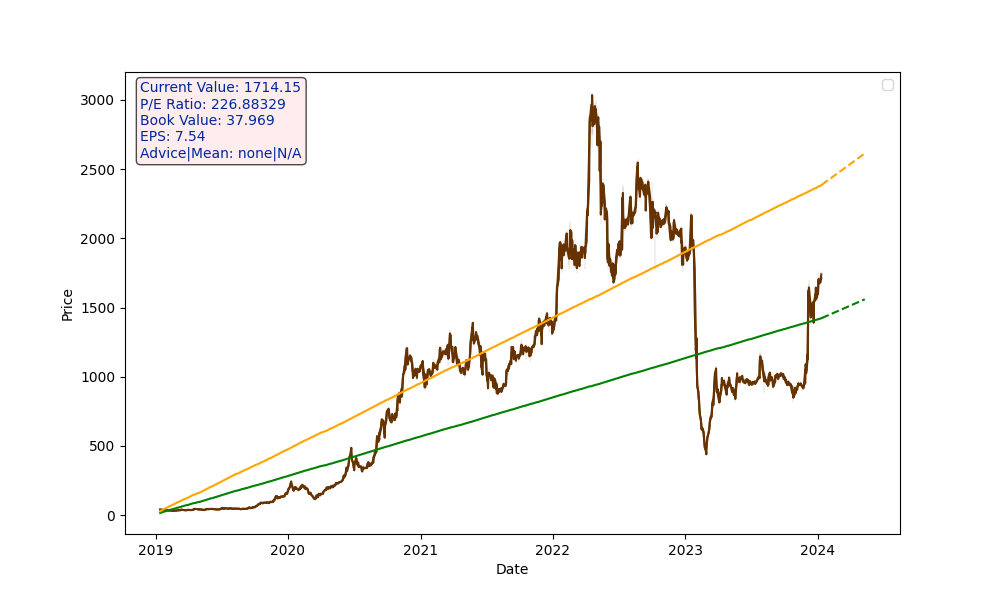 Current Value: 1714.15
P/E Ratio: 226.88329
Book Value: 37.969
EPS: 7.54
Advice|Mean: none|N/A
3000
2500
2000
1500
1000
500
0
Price
2019 2020 2021 2022 2023 2024
Date